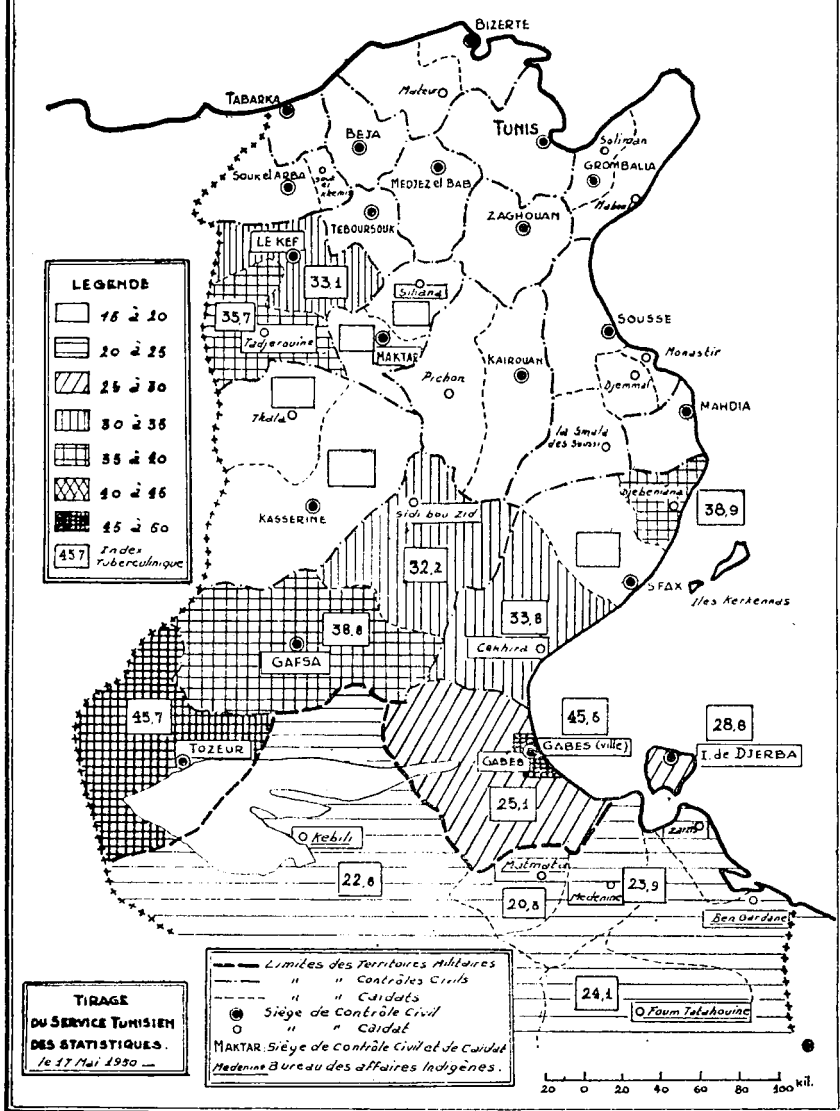 BIZERTE
Mateur
TABARKA
TUNIS
BEJA
Soliman
GROMBALIA
SOUK el ARBA
MEDJEZ el BAB
TEBOURSOUK
ZAGHOUAN
LE KEF
LEGENDE
15 à 20
20 à 25
25 à 30
30 à 35
35 à 40
40 à 45
45 à 50
45,7 Index
Tuberculinique
33,1
Siliana
35,7
Tadjerouine
MAKTAR
SOUSSE
Monastir
KAIROUAN
Pichon
Djemmal
MAHDIA
Thala
la Smala
des Souassi
KASSERINE
Sidi bou Zid
Djebeniana
38,9
32,2
SFAX
Iles Kerkennas
33,8
38,8
GAFSA
Cekhira
45,7
TOZEUR
45,5
28,8
GABES
GABES (ville)
I. de DJERBA
25,1
Kebili
Zarzis
22,8
Matmata
20,8
Medenine
23,9
Ben Gardane
24,1
Foum Tatahouine
Limites des Territoires Militaires
" " Contrôles Civils
" " Caïdats
Siège de Contrôle Civil
" " Caïdat
MAKTAR: Siège de Contrôle Civil et de Caïdat
Medenine Bureau des affaires Indigènes.
TIRAGE
DU SERVICE TUNISIEN
DES STATISTIQUES.
le 17 Mai 1950
20 0 20 40 60 80 100 kil.